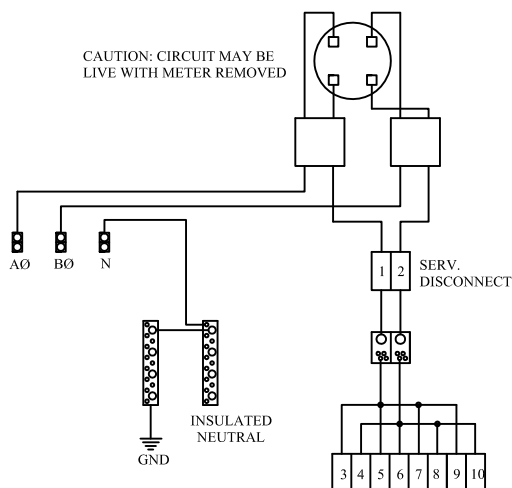 CAUTION: CIRCUIT MAY BE
LIVE WITH METER REMOVED
AØ
BØ
N
1
2
SERV.
DISCONNECT
INSULATED
NEUTRAL
GND
3
4
5
6
7
8
9
10